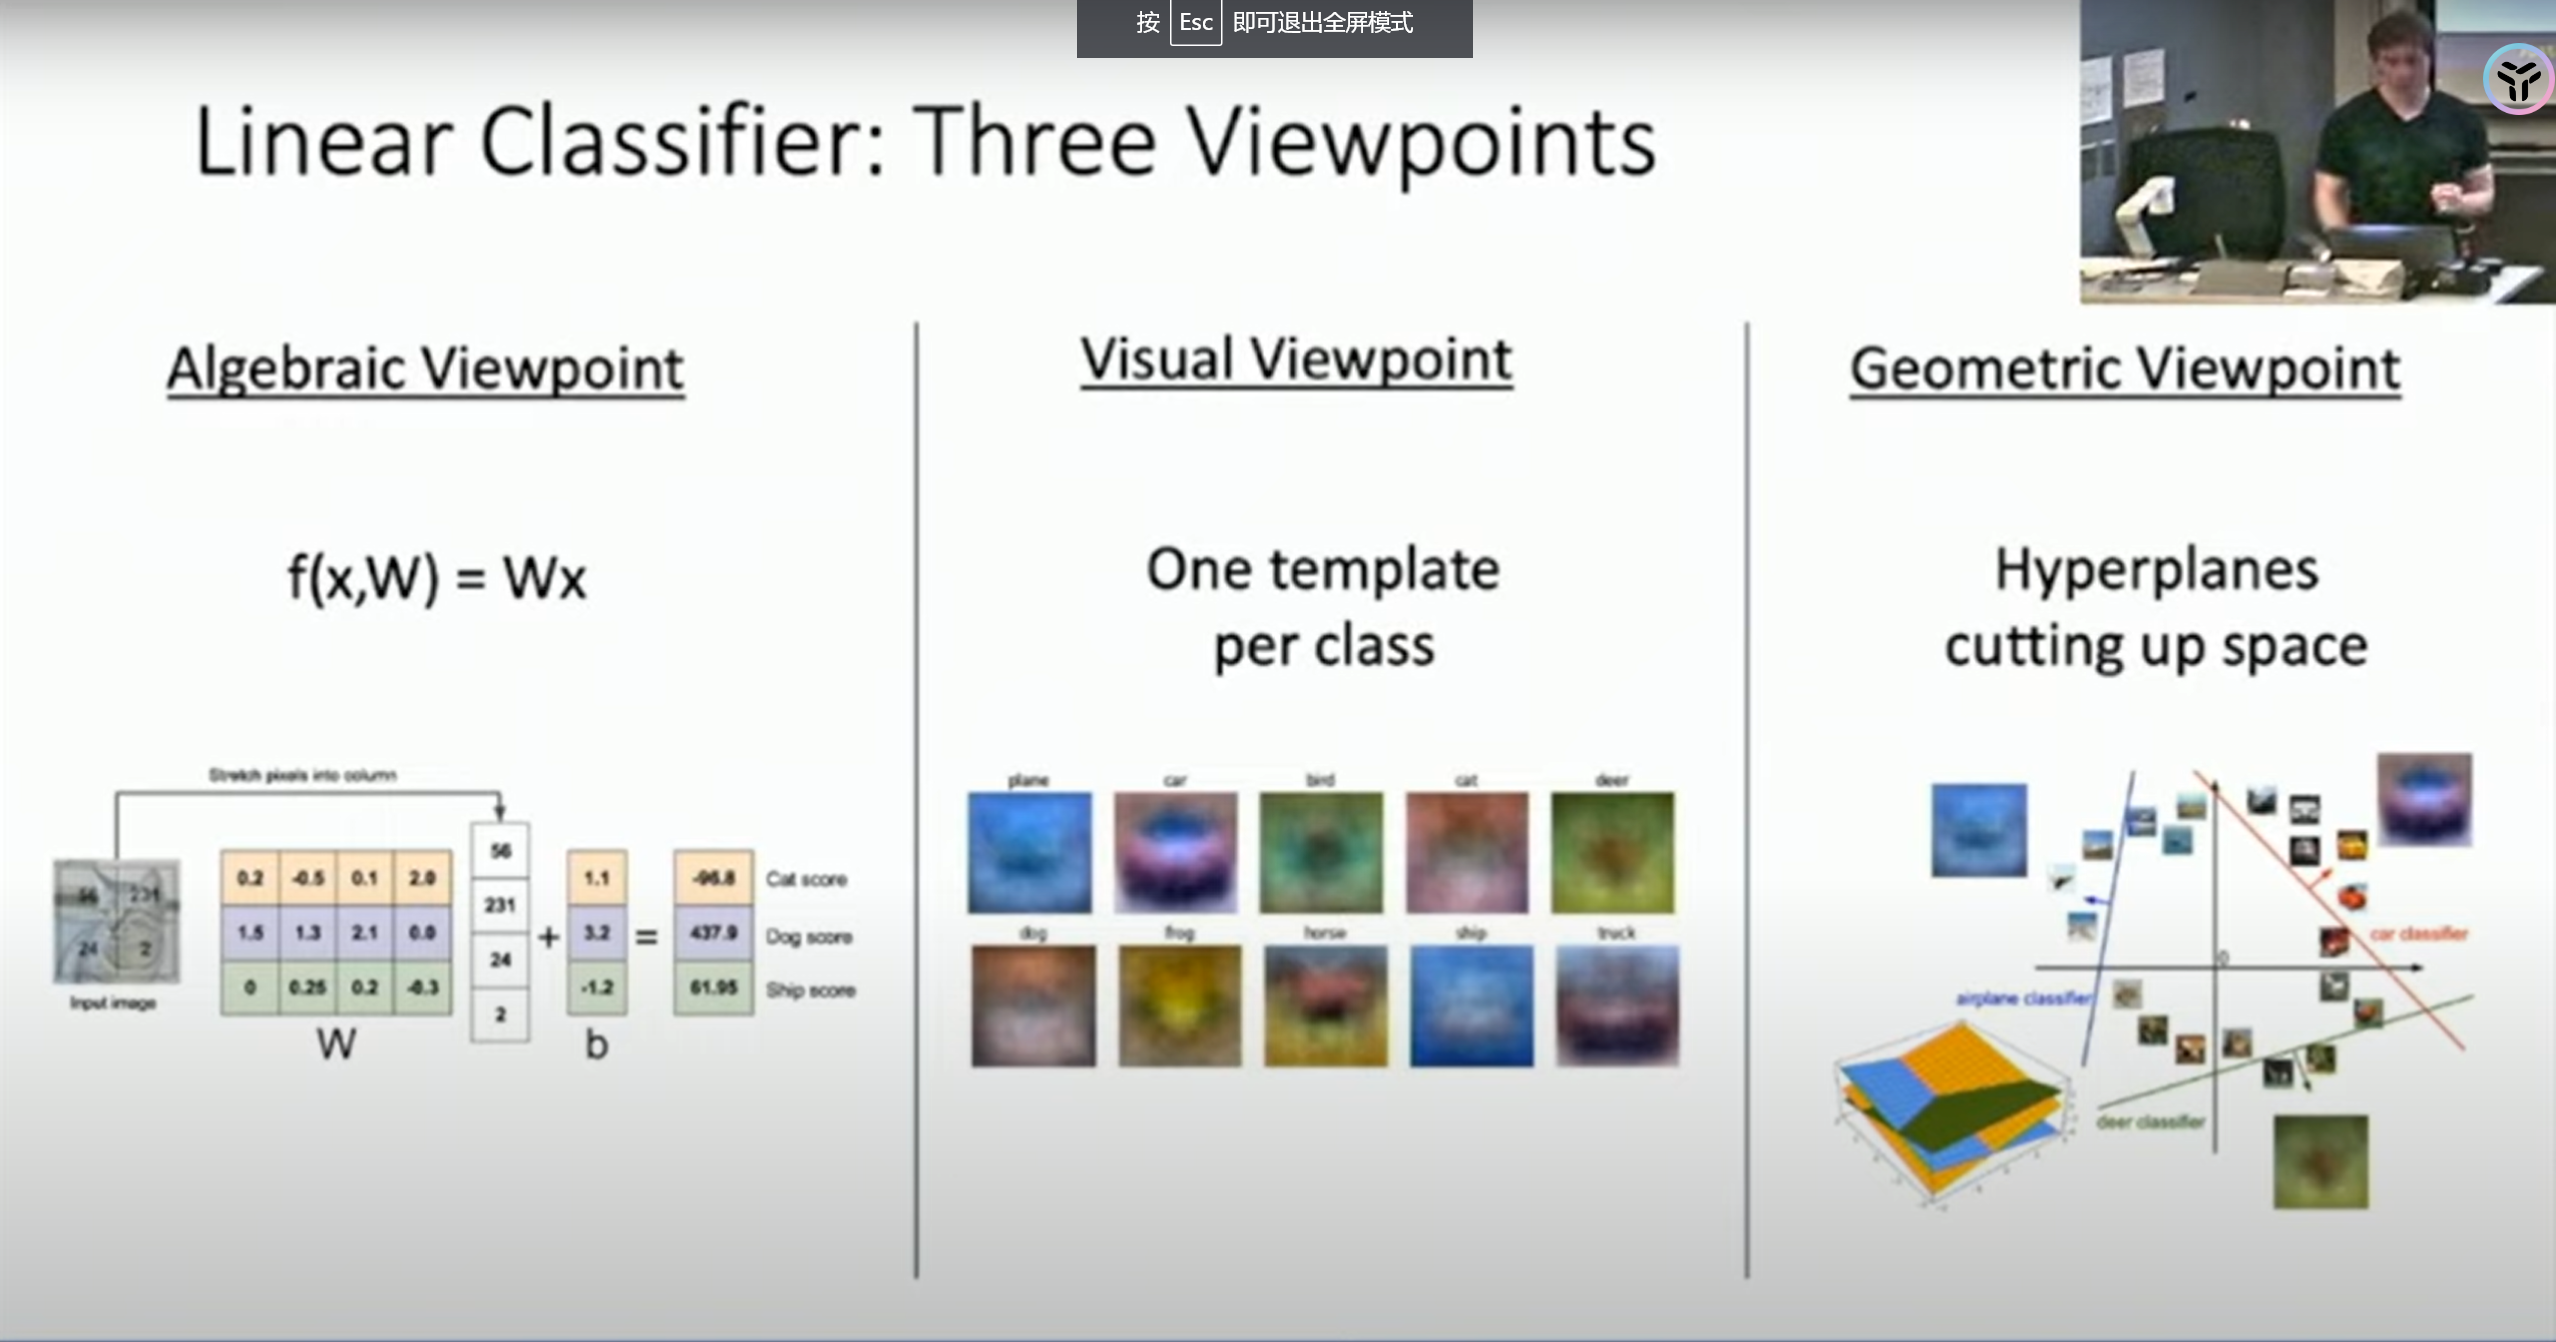 按 Esc 即可退出全屏模式
Linear Classifier: Three Viewpoints
Algebraic Viewpoint
f(x,W) = Wx
Stretch pixels into column
56 231
24 2
Input image
0.2 -0.5 0.1 2.0
1.5 1.3 2.1 0.0
0 0.25 0.2 -0.3
W
56
231
24
2
+
1.1
3.2
-1.2
b
=
-96.8 Cat score
437.9 Dog score
61.95 Ship score
Visual Viewpoint
One template
per class
plane car bird cat deer
dog frog horse ship truck
Geometric Viewpoint
Hyperplanes
cutting up space
car classifier
0
airplane classifier
deer classifier